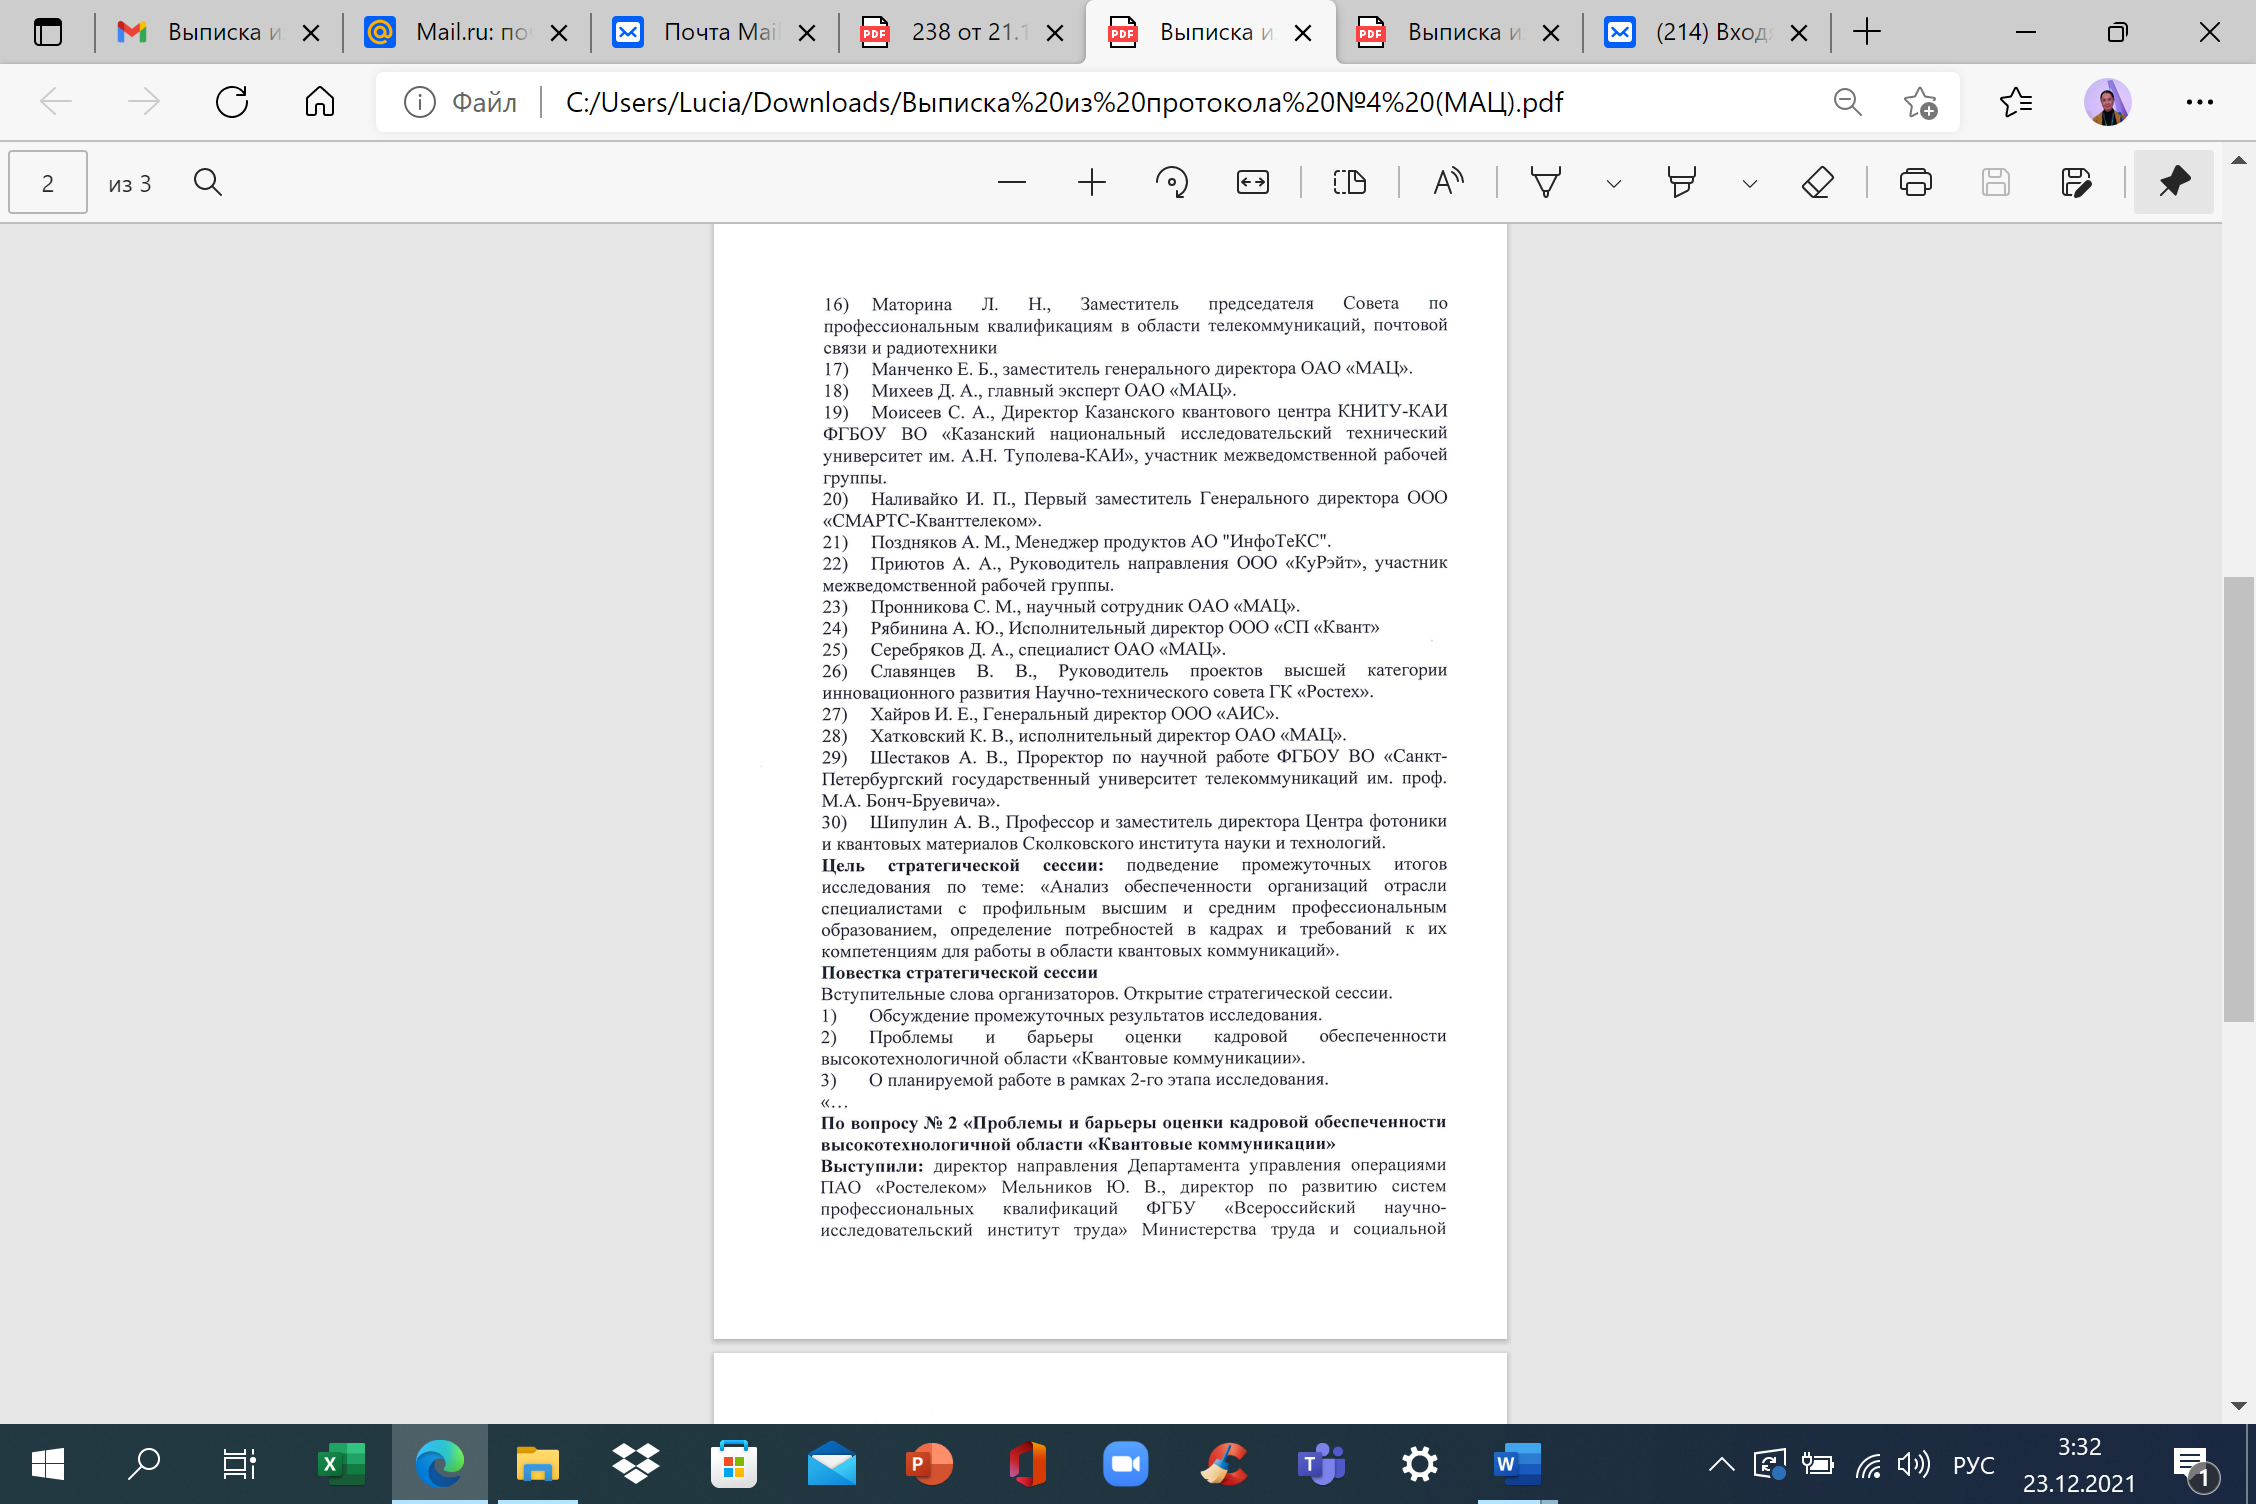 Выписка и
Mail.ru: по
Почта Mail
238 от 21.1
Выписка и
Выписка и
(214) Вход
Файл
C:/Users/Lucia/Downloads/Выписка%20из%20протокола%20№4%20(МАЦ).pdf
2
из 3
16) Маторина Л. Н., Заместитель председателя Совета по
профессиональным квалификациям в области телекоммуникаций, почтовой
связи и радиотехники
17) Манченко Е. Б., заместитель генерального директора ОАО «МАЦ».
18) Михеев Д. А., главный эксперт ОАО «МАЦ».
19) Моисеев С. А., Директор Казанского квантового центра КНИТУ-КАИ
ФГБОУ ВО «Казанский национальный исследовательский технический
университет им. А.Н. Туполева-КАИ», участник межведомственной рабочей
группы.
20) Наливайко И. П., Первый заместитель Генерального директора ООО
«СМАРТС-Кванттелеком».
21) Поздняков А. М., Менеджер продуктов АО "ИнфоТеКС".
22) Приютов А. А., Руководитель направления ООО «КуРэйт», участник
межведомственной рабочей группы.
23) Пронникова С. М., научный сотрудник ОАО «МАЦ».
24) Рябинина А. Ю., Исполнительный директор ООО «СП «Квант»
25) Серебряков Д. А., специалист ОАО «МАЦ».
26) Славянцев В. В., Руководитель проектов высшей категории
инновационного развития Научно-технического совета ГК «Ростех».
27) Хайров И. Е., Генеральный директор ООО «АИС».
28) Хатковский К. В., исполнительный директор ОАО «МАЦ».
29) Шестаков А. В., Проректор по научной работе ФГБОУ ВО «Санкт-
Петербургский государственный университет телекоммуникаций им. проф.
М.А. Бонч-Бруевича».
30) Шипулин А. В., Профессор и заместитель директора Центра фотоники
и квантовых материалов Сколковского института науки и технологий.
Цель стратегической сессии: подведение промежуточных итогов
исследования по теме: «Анализ обеспеченности организаций отрасли
специалистами с профильным высшим и средним профессиональным
образованием, определение потребностей в кадрах и требований к их
компетенциям для работы в области квантовых коммуникаций».
Повестка стратегической сессии
Вступительные слова организаторов. Открытие стратегической сессии.
1) Обсуждение промежуточных результатов исследования.
2) Проблемы и барьеры оценки кадровой обеспеченности
высокотехнологичной области «Квантовые коммуникации».
3) О планируемой работе в рамках 2-го этапа исследования.
«…
По вопросу № 2 «Проблемы и барьеры оценки кадровой обеспеченности
высокотехнологичной области «Квантовые коммуникации»
Выступили: директор направления Департамента управления операциями
ПАО «Ростелеком» Мельников Ю. В., директор по развитию систем
профессиональных квалификаций ФГБУ «Всероссийский научно-
исследовательский институт труда» Министерства труда и социальной
РУС
3:32
23.12.2021
1